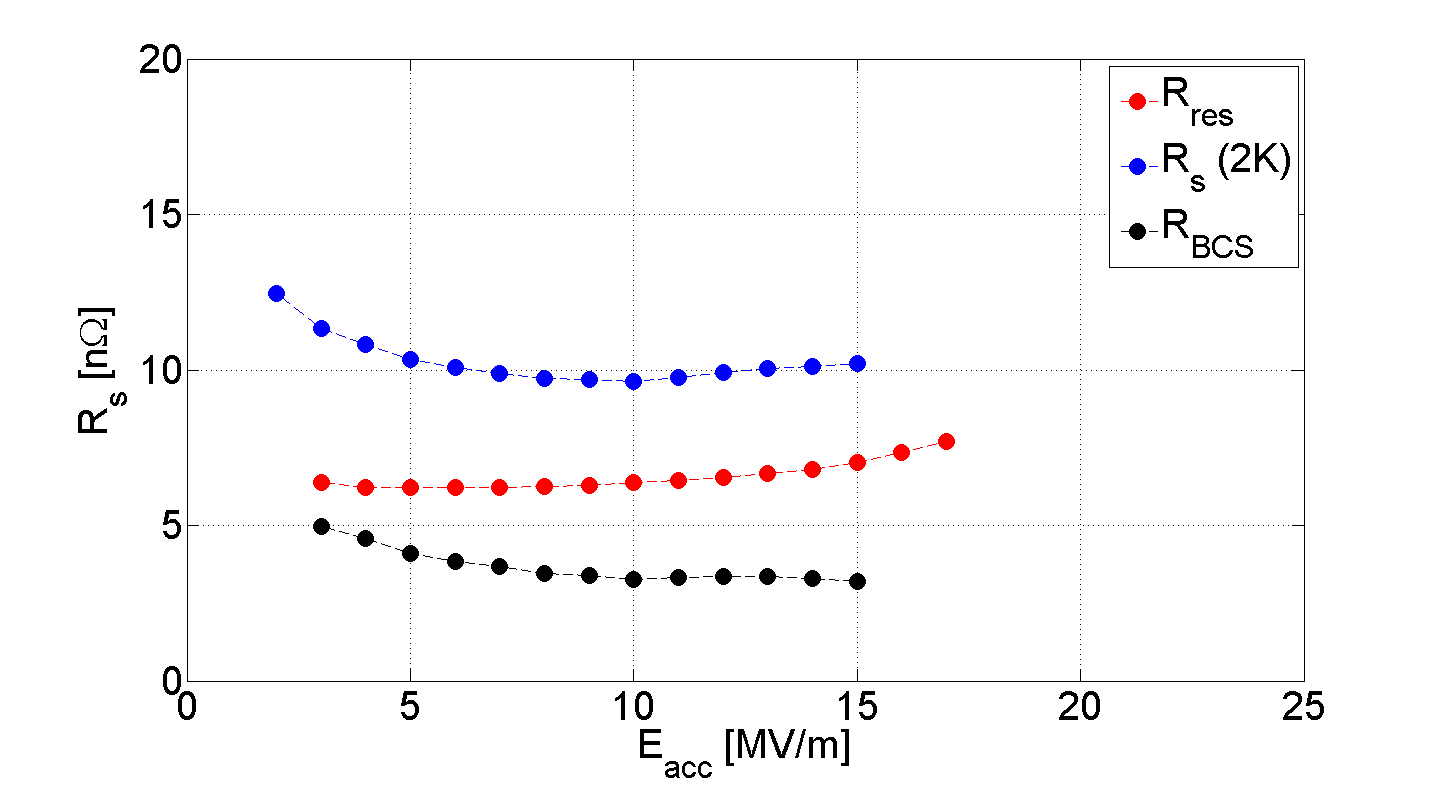 20
15
10
5
0
0 5 10 15 20 25
R_s [nΩ]
E_acc [MV/m]
R_res
R_s (2K)
R_BCS